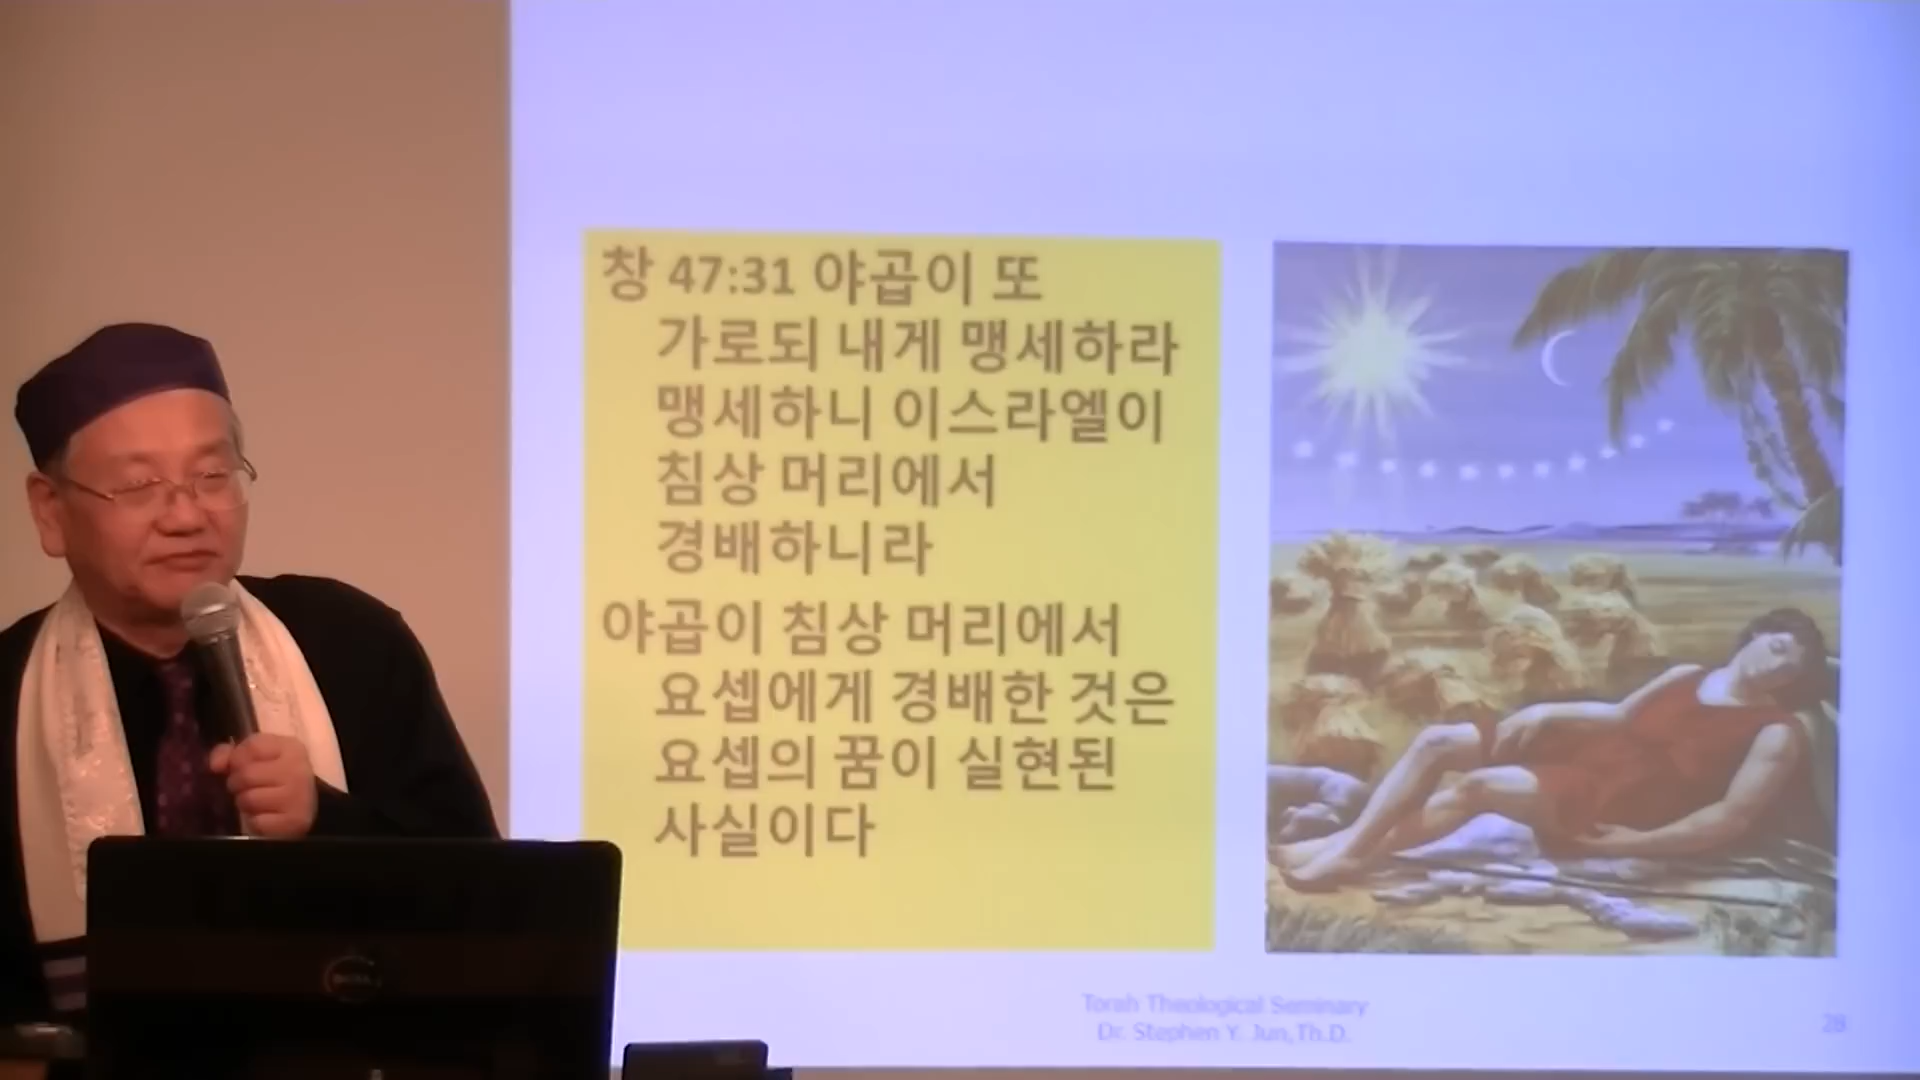 창 47:31 야곱이 또
가로되 내게 맹세하라
맹세하니 이스라엘이
침상 머리에서
경배하니라
야곱이 침상 머리에서
요셉에게 경배한 것은
요셉의 꿈이 실현된
사실이다
Torah Theological Seminary
Dr. Stephen Y. Jun,Th.D.
28